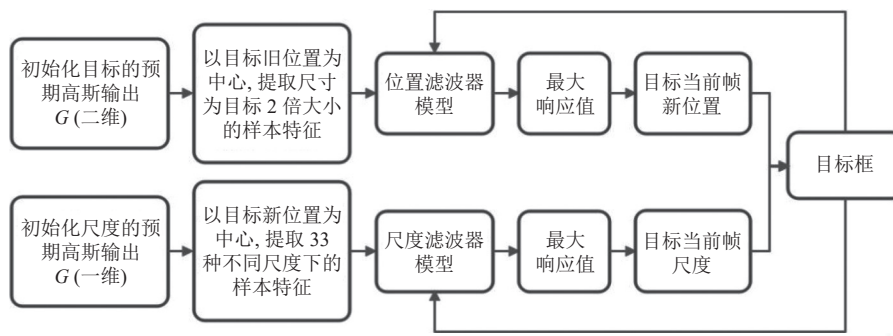 初始化目标的预
期高斯输出
G (二维)
以目标旧位置为
中心, 提取尺寸
为目标 2 倍大小
的样本特征
位置滤波器
模型
最大
响应值
目标当前帧
新位置
目标框
初始化尺度的预
期高斯输出
G (一维)
以目标新位置为
中心, 提取 33
种不同尺度下的
样本特征
尺度滤波器
模型
最大
响应值
目标当前帧
尺度